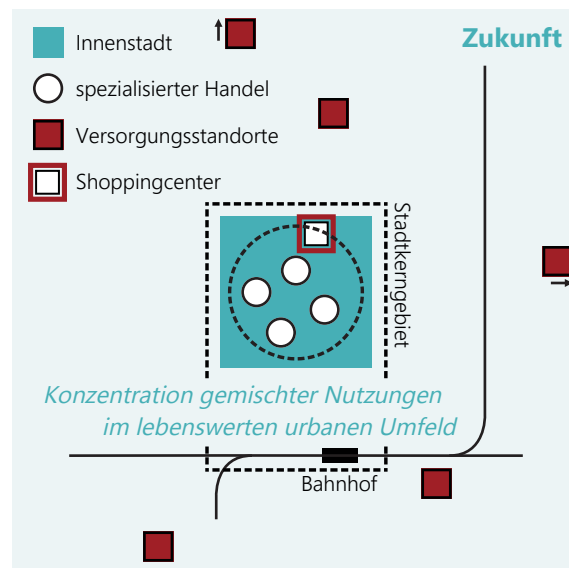 Zukunft
Innenstadt
spezialisierter Handel
Versorgungsstandorte
Shoppingcenter
Stadtkerngebiet
Konzentration gemischter Nutzungen
im lebenswerten urbanen Umfeld
Bahnhof